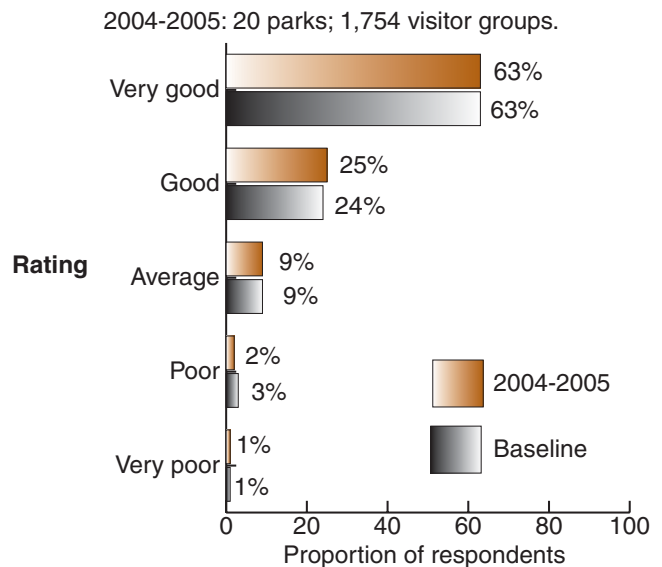 2004-2005: 20 parks; 1,754 visitor groups.
Very good
63%
63%
Good
25%
24%
Rating
Average
9%
9%
Poor
2%
3%
Very poor
1%
1%
2004-2005
Baseline
0 20 40 60 80 100
Proportion of respondents